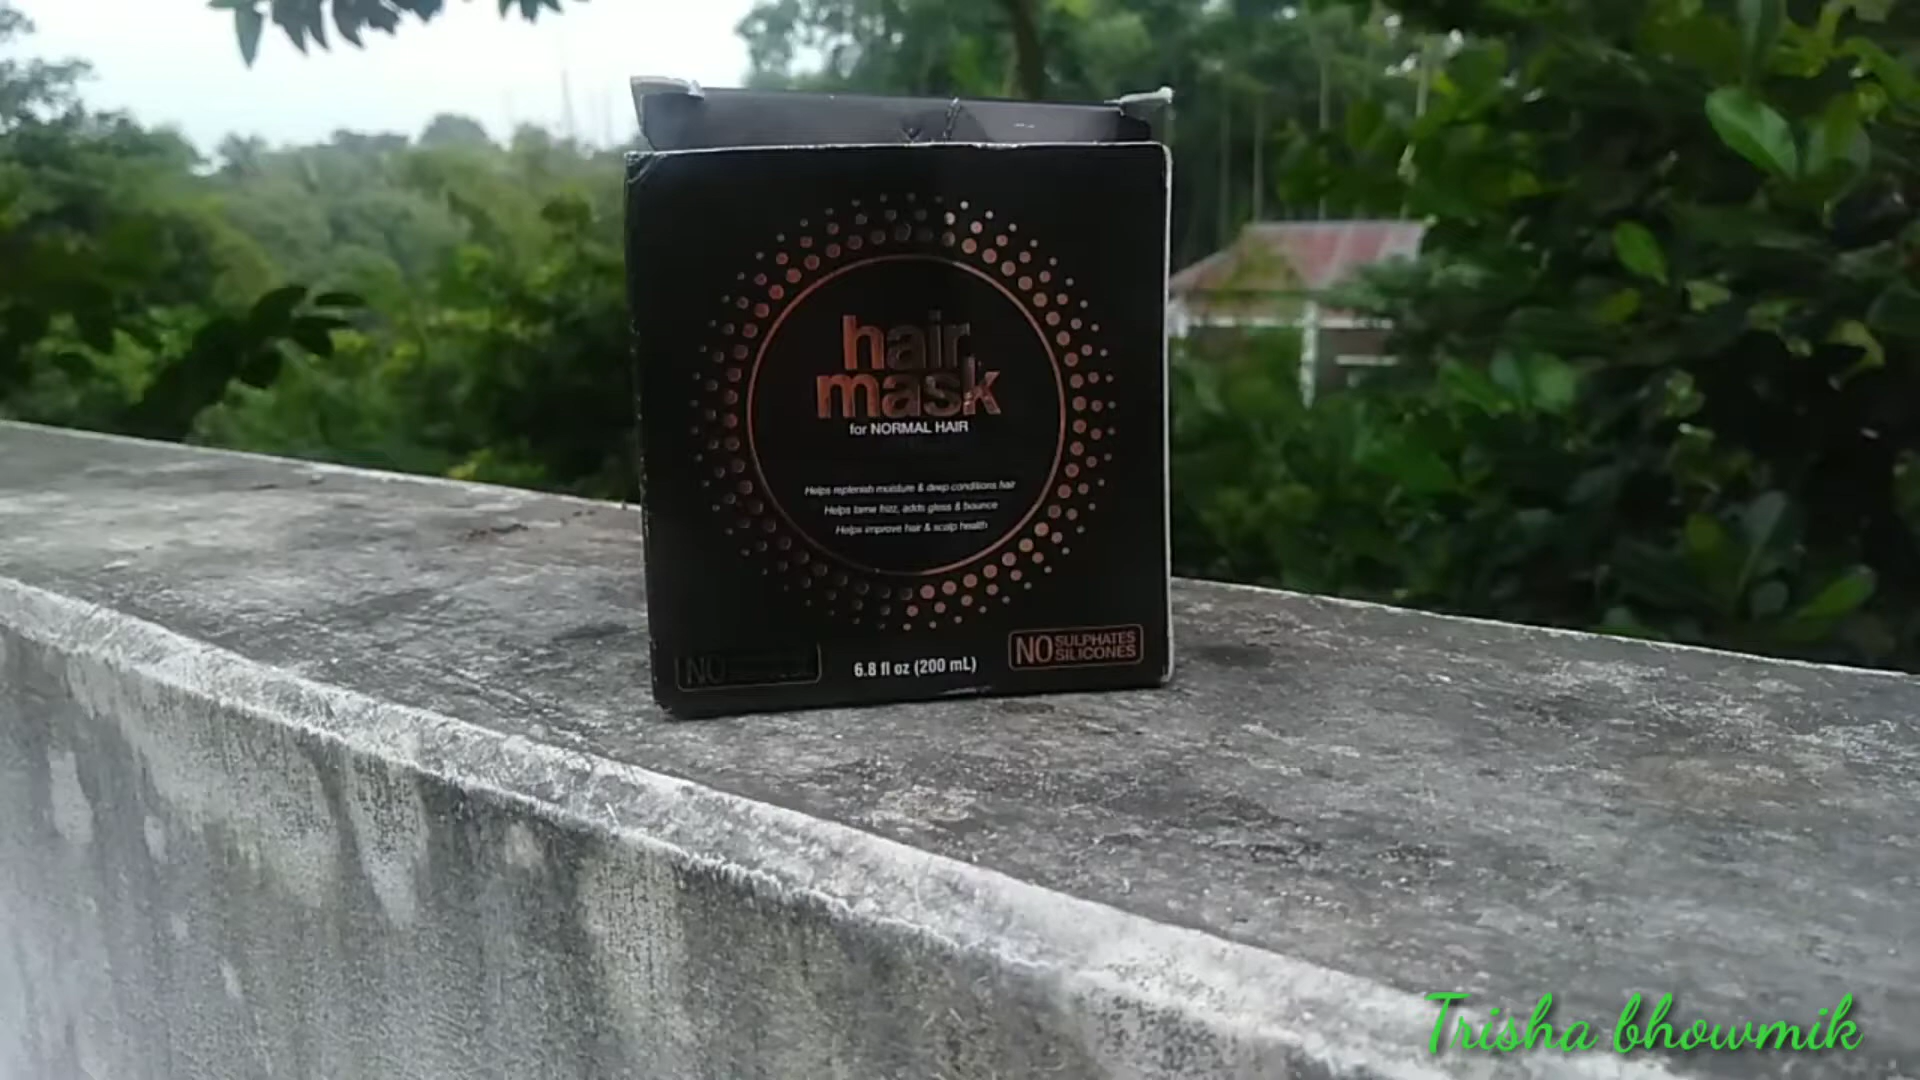 hair
mask
for NORMAL HAIR
Helps replenish moisture & deep conditions hair
Helps tame frizz, adds gloss & bounce
Helps improve hair & scalp health
NO
6.8 fl oz (200 mL)
NO SULPHATES
SILICONES
Trisha bhowmik